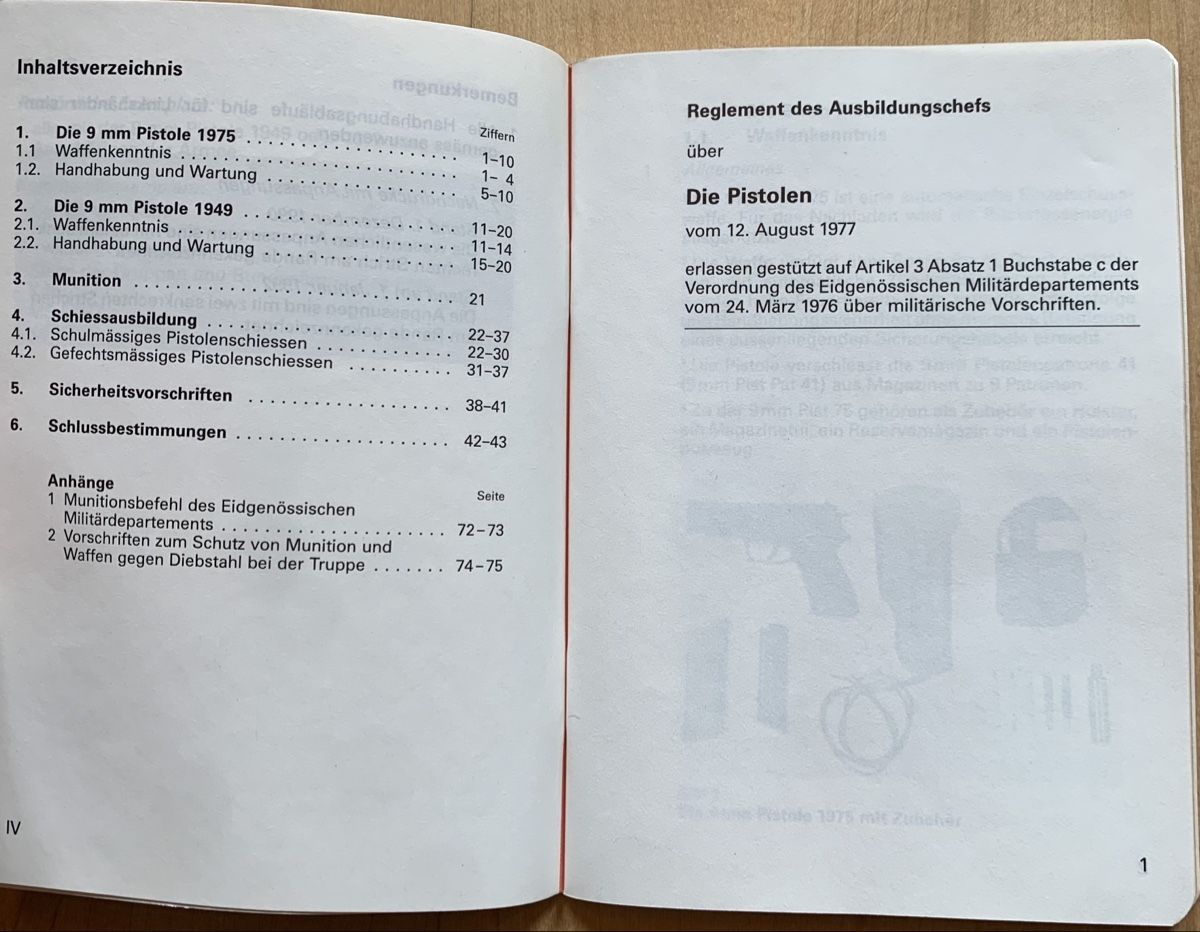 Inhaltsverzeichnis
Ziffern
1. Die 9 mm Pistole 1975 . . . . . . . . . . . . . . . . . . . . 1–10
1.1 Waffenkenntnis . . . . . . . . . . . . . . . . . . . . . . . . . 1– 4
1.2. Handhabung und Wartung . . . . . . . . . . . . . . . . . 5–10
2. Die 9 mm Pistole 1949 . . . . . . . . . . . . . . . . . . . . 11–20
2.1. Waffenkenntnis . . . . . . . . . . . . . . . . . . . . . . . . . 11–14
2.2. Handhabung und Wartung . . . . . . . . . . . . . . . . . 15–20
3. Munition . . . . . . . . . . . . . . . . . . . . . . . . . . . . . 21
4. Schiessausbildung . . . . . . . . . . . . . . . . . . . . . . 22–37
4.1. Schulmässiges Pistolenschiessen . . . . . . . . . . . . 22–30
4.2. Gefechtsmässiges Pistolenschiessen . . . . . . . . . . 31–37
5. Sicherheitsvorschriften . . . . . . . . . . . . . . . . . . . 38–41
6. Schlussbestimmungen . . . . . . . . . . . . . . . . . . . . 42–43
Anhänge
Seite
1 Munitionsbefehl des Eidgenössischen
Militärdepartements . . . . . . . . . . . . . . . . . . . . 72–73
2 Vorschriften zum Schutz von Munition und
Waffen gegen Diebstahl bei der Truppe . . . . . . . 74–75
IV
Reglement des Ausbildungschefs
über
Die Pistolen
vom 12. August 1977
erlassen gestützt auf Artikel 3 Absatz 1 Buchstabe c der
Verordnung des Eidgenössischen Militärdepartements
vom 24. März 1976 über militärische Vorschriften.
1